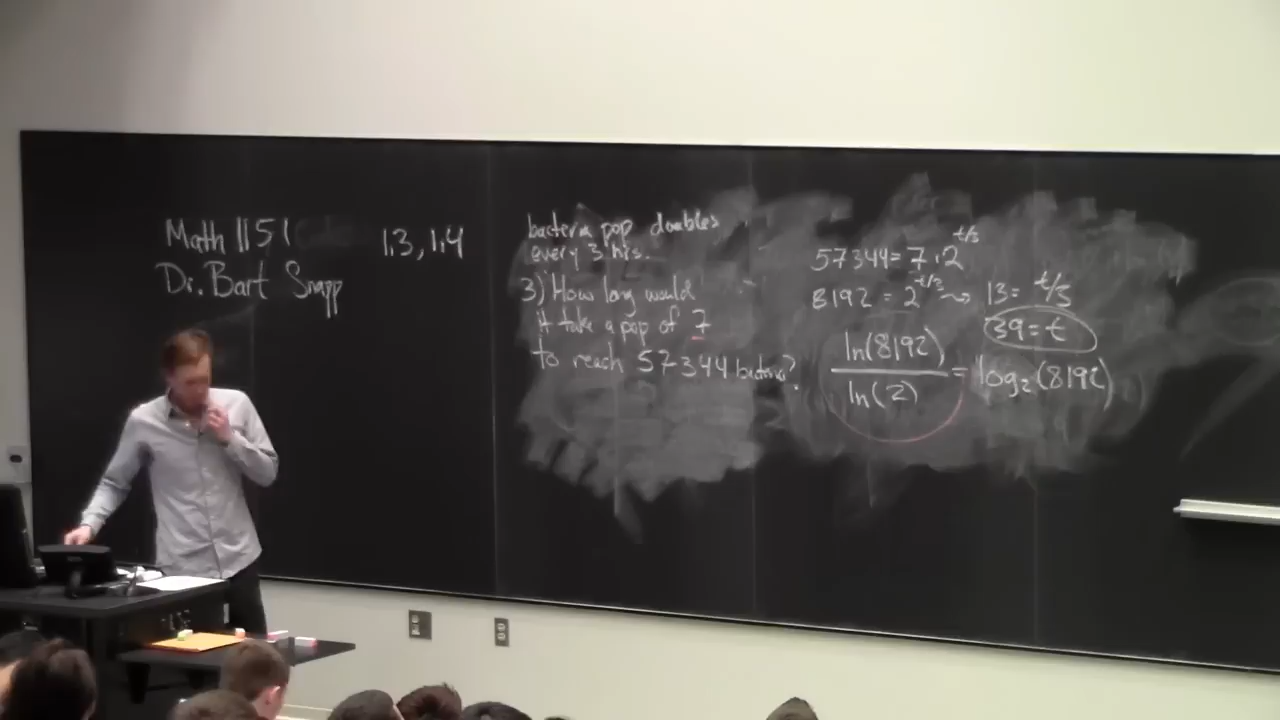 Math 1151
Dr. Bart Snapp
1.3, 1.4
bacteria pop doubles
every 3 hrs.
3) How long would
it take a pop of 7
to reach 57344 bacteria?
57344 = 7·2^t/3
8192 = 2^t/3 ⤳ 13 = t/3
39 = t
ln(8192)/ln(2) = log₂(8192)